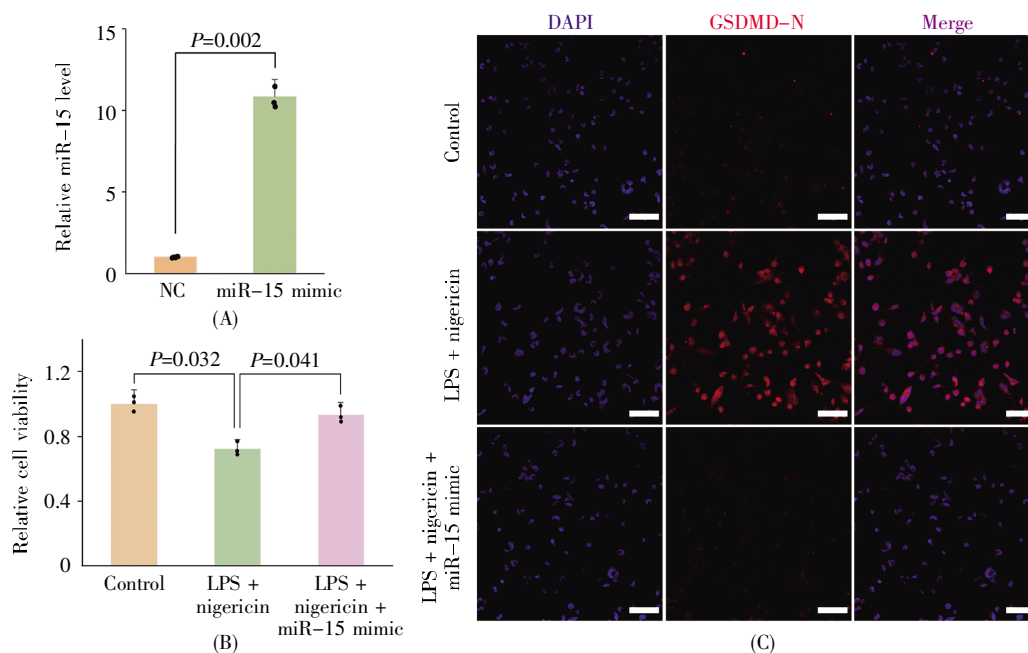 (A)
P=0.002
Relative miR-15 level
15
10
5
0
NC
miR-15 mimic
(B)
P=0.032
P=0.041
Relative cell viability
1.2
0.8
0.4
0
Control
LPS +
nigericin
LPS +
nigericin +
miR-15 mimic
DAPI
GSDMD-N
Merge
Control
LPS + nigericin
LPS + nigericin +
miR-15 mimic
(C)